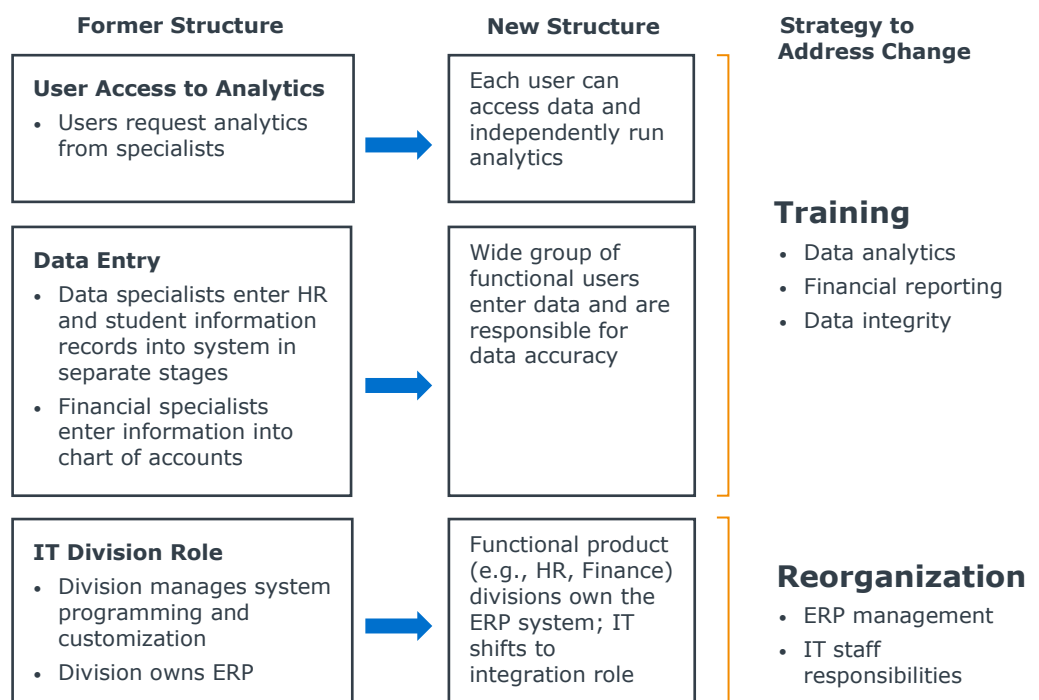 Former Structure
New Structure
Strategy to
Address Change
User Access to Analytics
• Users request analytics
from specialists
Each user can
access data and
independently run
analytics
Data Entry
• Data specialists enter HR
and student information
records into system in
separate stages
• Financial specialists
enter information into
chart of accounts
Wide group of
functional users
enter data and are
responsible for
data accuracy
Training
• Data analytics
• Financial reporting
• Data integrity
IT Division Role
• Division manages system
programming and
customization
• Division owns ERP
Functional product
(e.g., HR, Finance)
divisions own the
ERP system; IT
shifts to
integration role
Reorganization
• ERP management
• IT staff
responsibilities